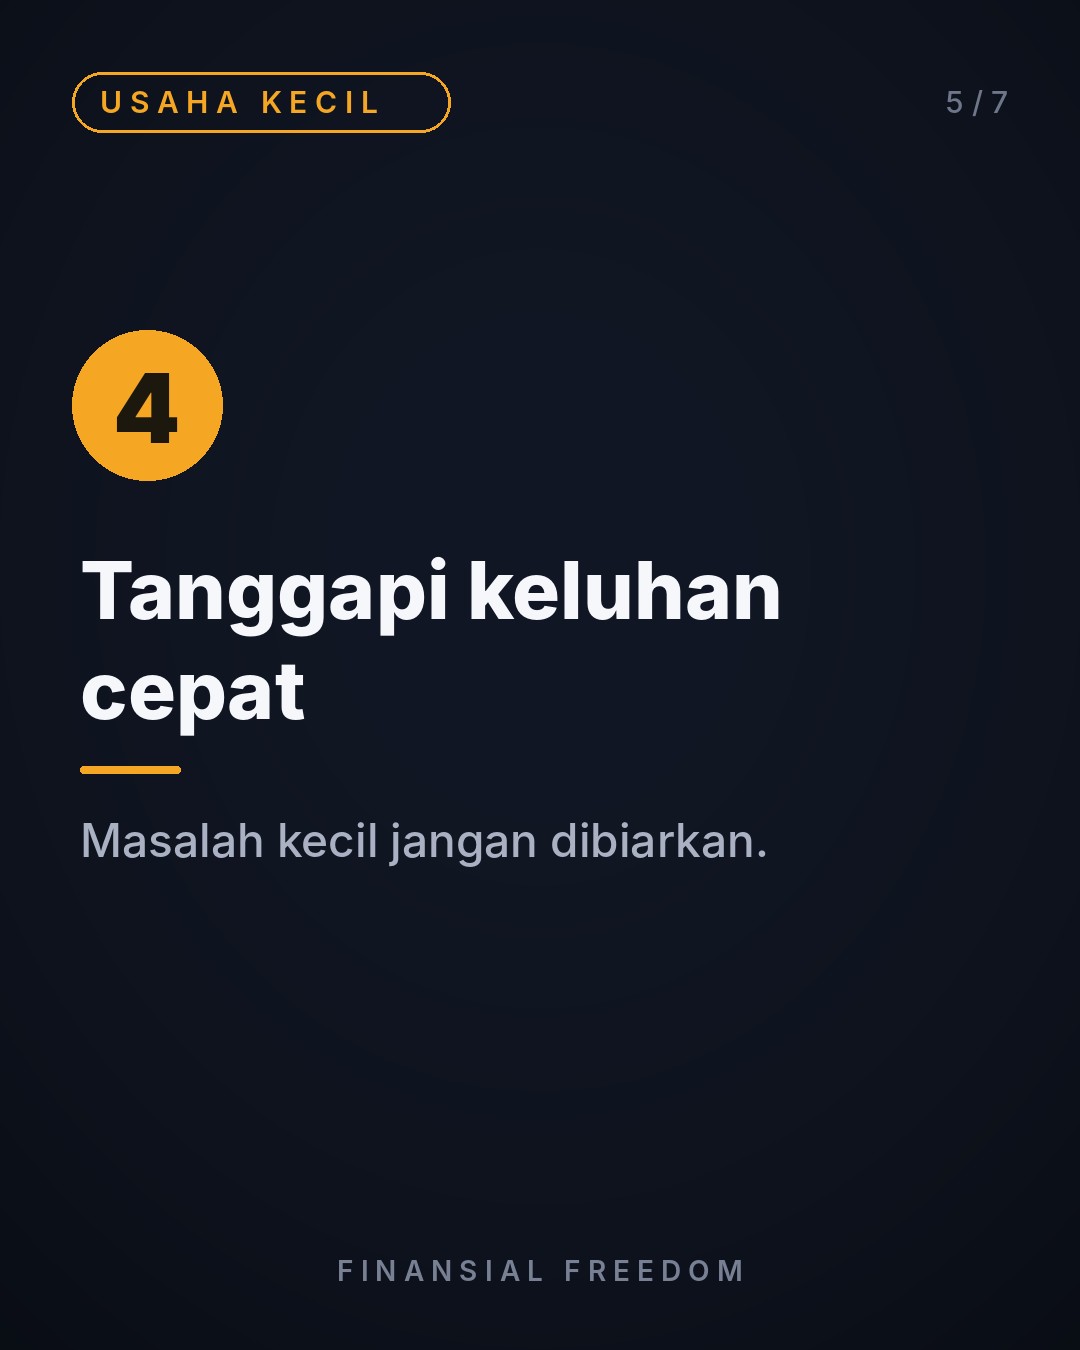 USAHA KECIL
5 / 7
4
Tanggapi keluhan
cepat
Masalah kecil jangan dibiarkan.
FINANSIAL FREEDOM